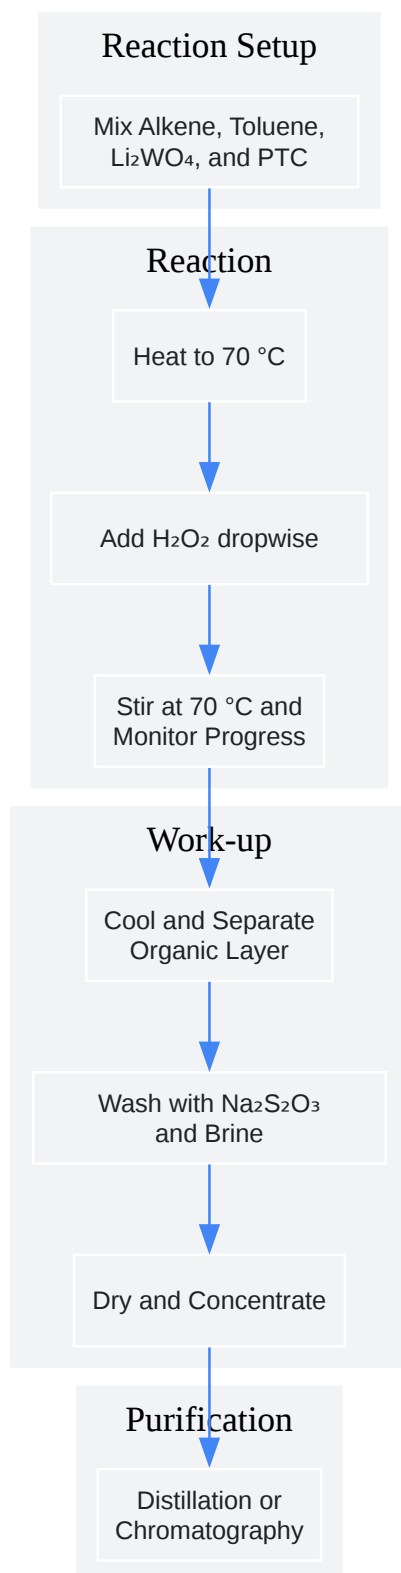 Reaction Setup
Mix Alkene, Toluene,
Li₂WO₄, and PTC
Reaction
Heat to 70 °C
Add H₂O₂ dropwise
Stir at 70 °C and
Monitor Progress
Work-up
Cool and Separate
Organic Layer
Wash with Na₂S₂O₃
and Brine
Dry and Concentrate
Purification
Distillation or
Chromatography